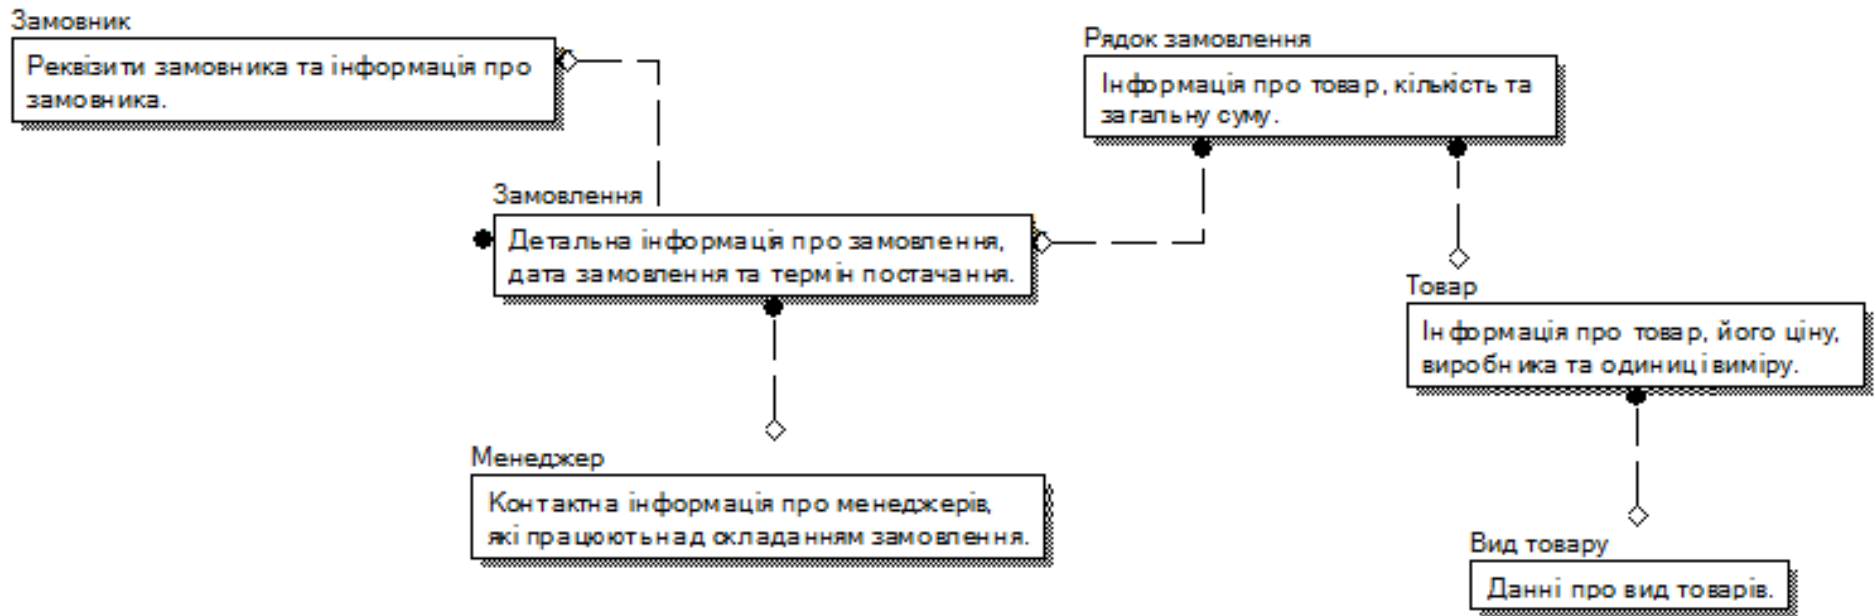 Замовник
Реквізити замовника та інформація про
замовника.
Рядок замовлення
Інформація про товар, кількість та
загальну суму.
Замовлення
Детальна інформація про замовлення,
дата замовлення та термін постачання.
Товар
Інформація про товар, його ціну,
виробника та одиниці виміру.
Менеджер
Контактна інформація про менеджерів,
які працюють над складанням замовлення.
Вид товару
Данні про вид товарів.